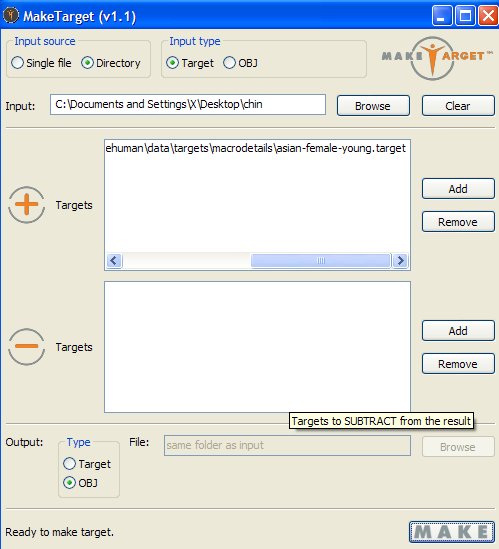 MakeTarget (v1.1)
Input source
Input type
Single file Directory
Target OBJ
MAKE TARGET™
Input: C:\Documents and Settings\X\Desktop\chin Browse Clear
ehuman\data\targets\macrodetails\asian-female-young.target
Targets
Add
Remove
Targets
Add
Remove
Targets to SUBTRACT from the result
Output: Type File: same folder as input Browse
Target
OBJ
Ready to make target. MAKE